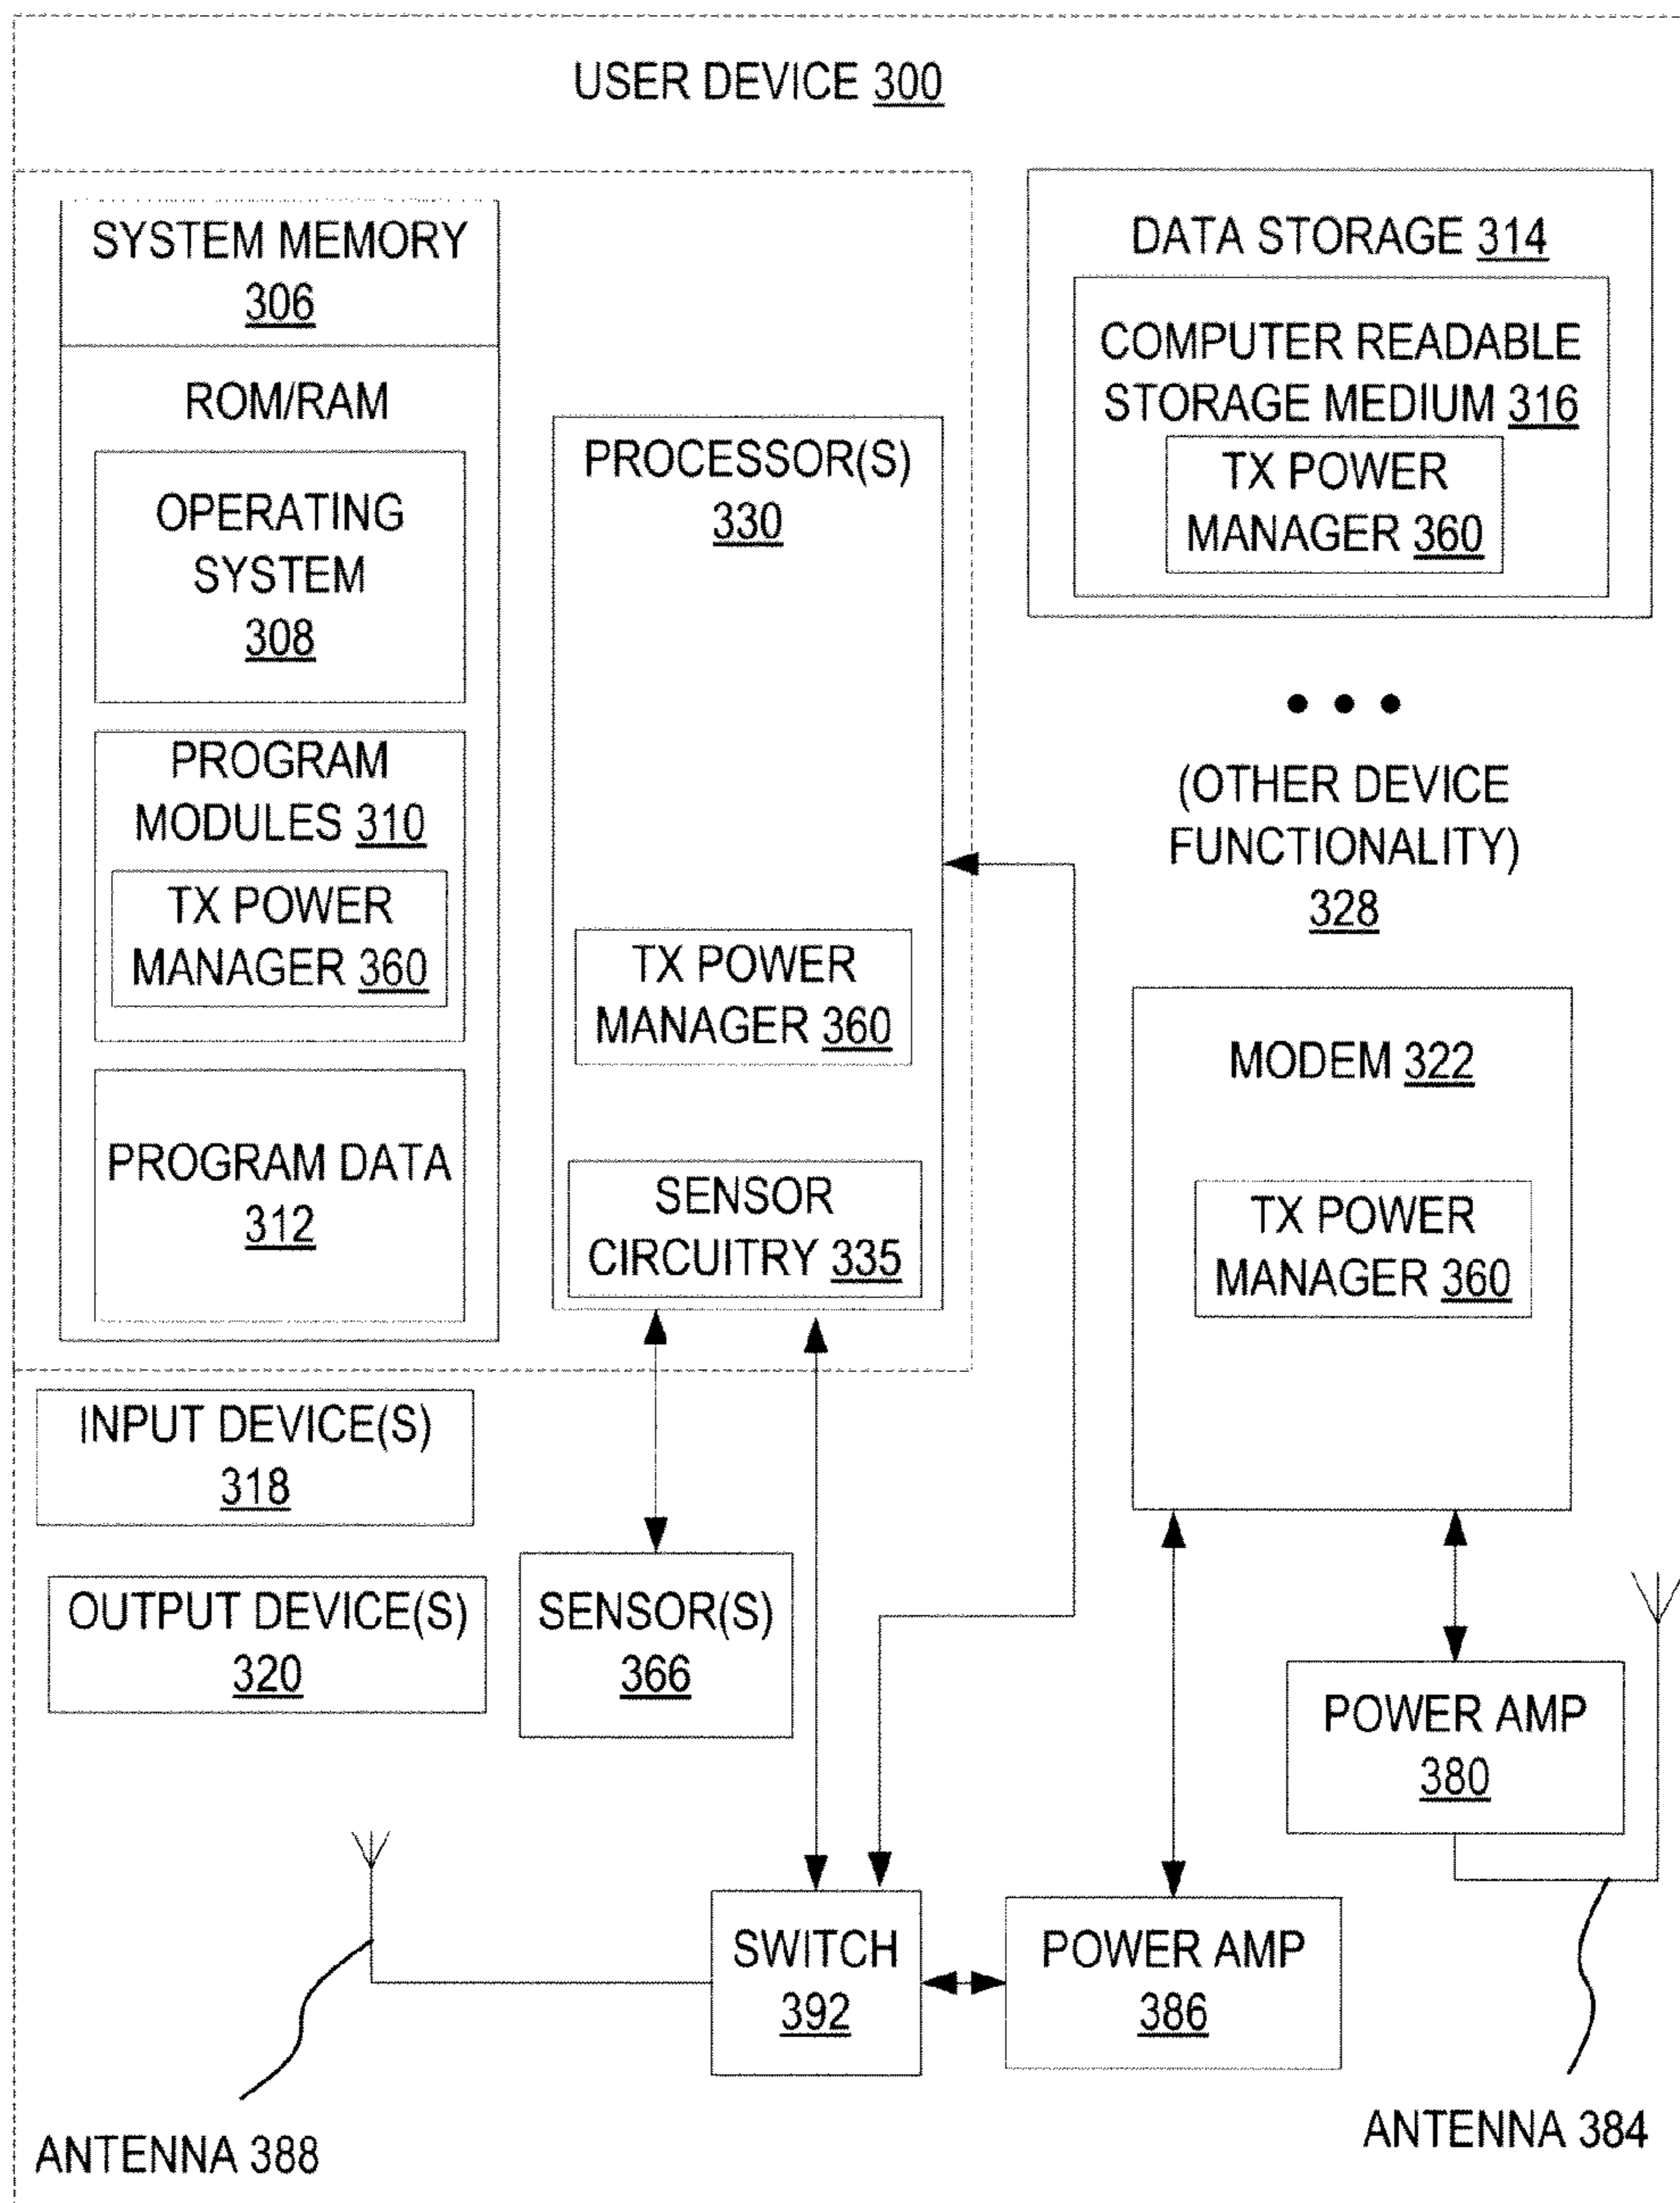 USER DEVICE 300
SYSTEM MEMORY
306
ROM/RAM
OPERATING
SYSTEM
308
PROGRAM
MODULES 310
TX POWER
MANAGER 360
PROGRAM DATA
312
PROCESSOR(S)
330
TX POWER
MANAGER 360
SENSOR
CIRCUITRY 335
DATA STORAGE 314
COMPUTER READABLE
STORAGE MEDIUM 316
TX POWER
MANAGER 360
(OTHER DEVICE
FUNCTIONALITY)
328
MODEM 322
TX POWER
MANAGER 360
INPUT DEVICE(S)
318
OUTPUT DEVICE(S)
320
SENSOR(S)
366
POWER AMP
380
SWITCH
392
POWER AMP
386
ANTENNA 388
ANTENNA 384